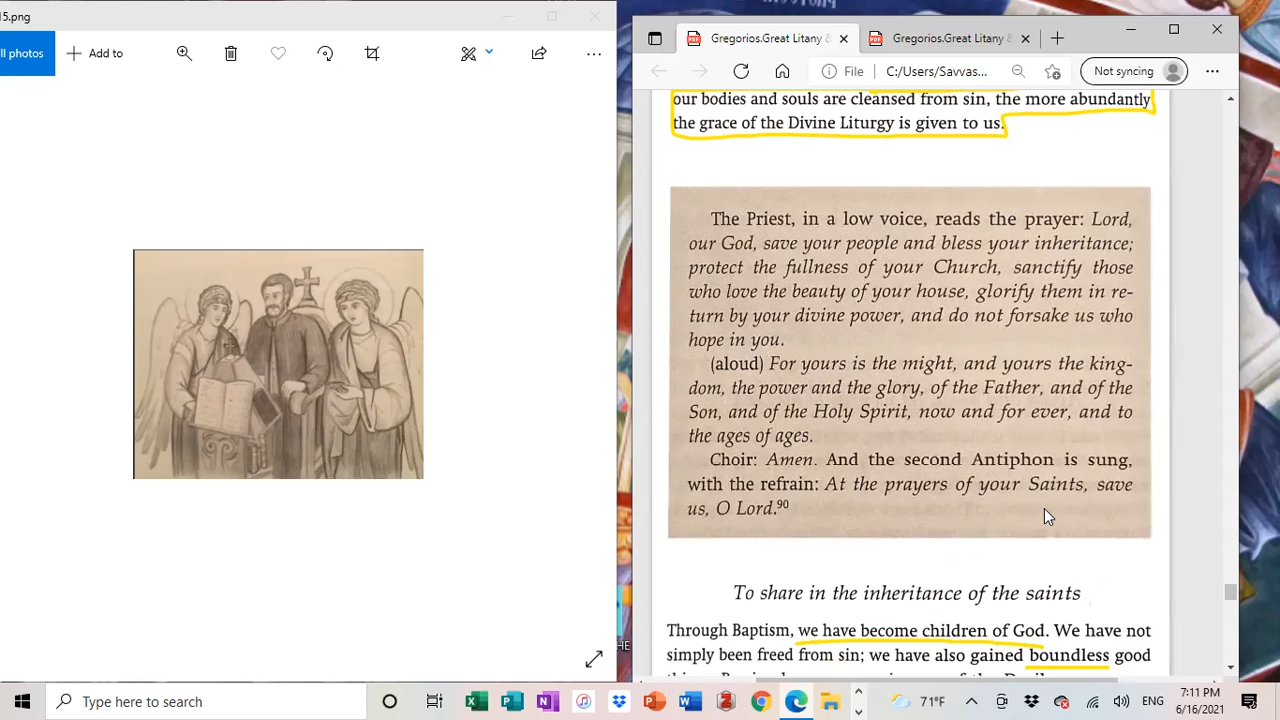 5.png
ll photos
Add to
Gregorios.Great Litany &
Gregorios.Great Litany &
File
C:/Users/Savvas...
Not syncing
our bodies and souls are cleansed from sin, the more abundantly
the grace of the Divine Liturgy is given to us.
The Priest, in a low voice, reads the prayer: Lord,
our God, save your people and bless your inheritance;
protect the fullness of your Church, sanctify those
who love the beauty of your house, glorify them in re-
turn by your divine power, and do not forsake us who
hope in you.
(aloud) For yours is the might, and yours the king-
dom, the power and the glory, of the Father, and of the
Son, and of the Holy Spirit, now and for ever, and to
the ages of ages.
Choir: Amen. And the second Antiphon is sung,
with the refrain: At the prayers of your Saints, save
us, O Lord.90
To share in the inheritance of the saints
Through Baptism, we have become children of God. We have not
simply been freed from sin; we have also gained boundless good
HE
Type here to search
71°F
ENG
7:11 PM
6/16/2021